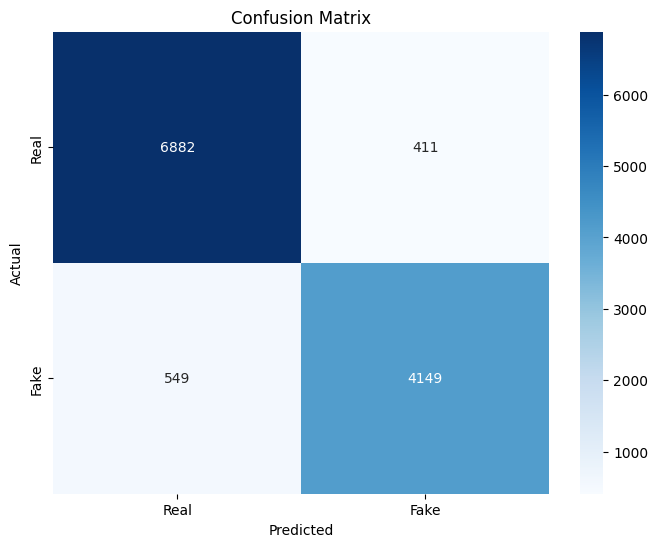 Confusion Matrix
Actual
Real
6882
411
Fake
549
4149
Real
Fake
Predicted
6000
5000
4000
3000
2000
1000